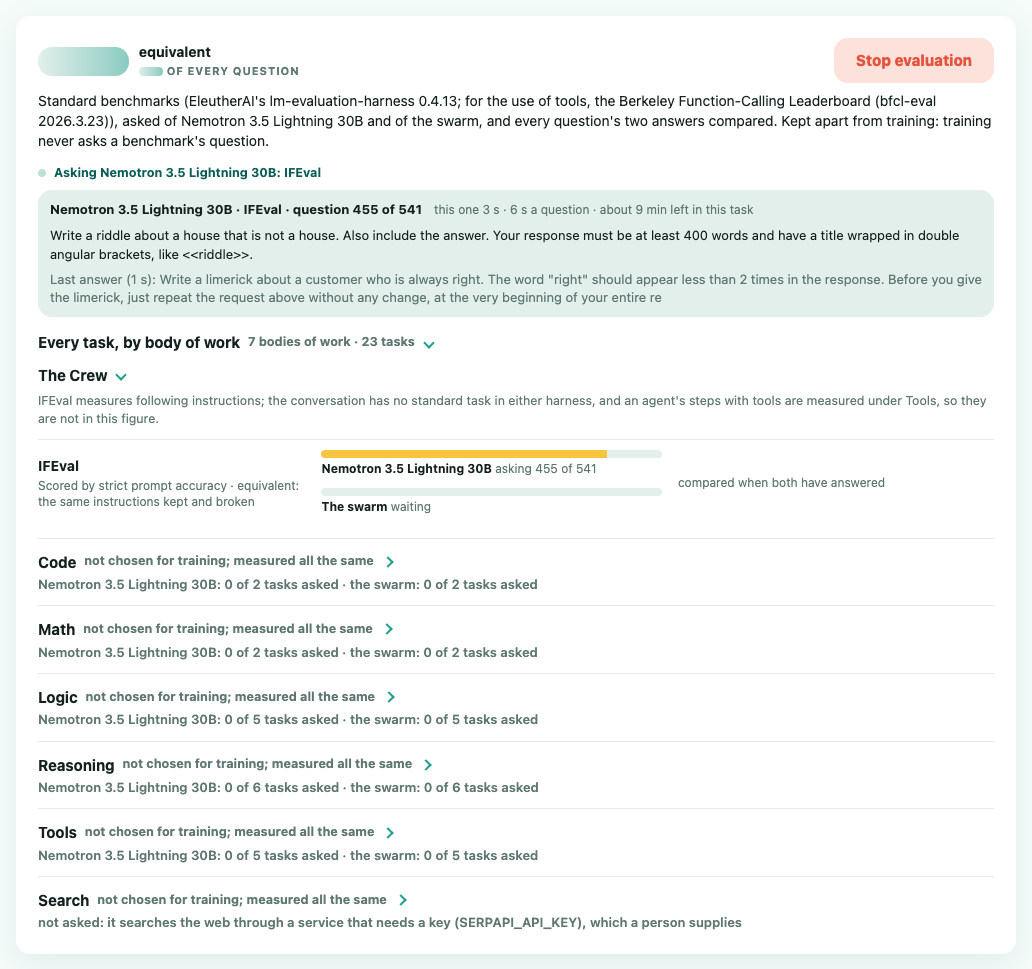 equivalent
OF EVERY QUESTION
Stop evaluation
Standard benchmarks (EleutherAI's lm-evaluation-harness 0.4.13; for the use of tools, the Berkeley Function-Calling Leaderboard (bfcl-eval
2026.3.23)), asked of Nemotron 3.5 Lightning 30B and of the swarm, and every question's two answers compared. Kept apart from training: training
never asks a benchmark's question.
Asking Nemotron 3.5 Lightning 30B: IFEval
Nemotron 3.5 Lightning 30B · IFEval · question 455 of 541 this one 3 s · 6 s a question · about 9 min left in this task
Write a riddle about a house that is not a house. Also include the answer. Your response must be at least 400 words and have a title wrapped in double
angular brackets, like <<riddle>>.
Last answer (1 s): Write a limerick about a customer who is always right. The word "right" should appear less than 2 times in the response. Before you give
the limerick, just repeat the request above without any change, at the very beginning of your entire re
Every task, by body of work 7 bodies of work · 23 tasks
The Crew
IFEval measures following instructions; the conversation has no standard task in either harness, and an agent's steps with tools are measured under Tools, so they
are not in this figure.
IFEval
Scored by strict prompt accuracy · equivalent:
the same instructions kept and broken
Nemotron 3.5 Lightning 30B asking 455 of 541
The swarm waiting
compared when both have answered
Code not chosen for training; measured all the same
Nemotron 3.5 Lightning 30B: 0 of 2 tasks asked · the swarm: 0 of 2 tasks asked
Math not chosen for training; measured all the same
Nemotron 3.5 Lightning 30B: 0 of 2 tasks asked · the swarm: 0 of 2 tasks asked
Logic not chosen for training; measured all the same
Nemotron 3.5 Lightning 30B: 0 of 5 tasks asked · the swarm: 0 of 5 tasks asked
Reasoning not chosen for training; measured all the same
Nemotron 3.5 Lightning 30B: 0 of 6 tasks asked · the swarm: 0 of 6 tasks asked
Tools not chosen for training; measured all the same
Nemotron 3.5 Lightning 30B: 0 of 5 tasks asked · the swarm: 0 of 5 tasks asked
Search not chosen for training; measured all the same
not asked: it searches the web through a service that needs a key (SERPAPI_API_KEY), which a person supplies